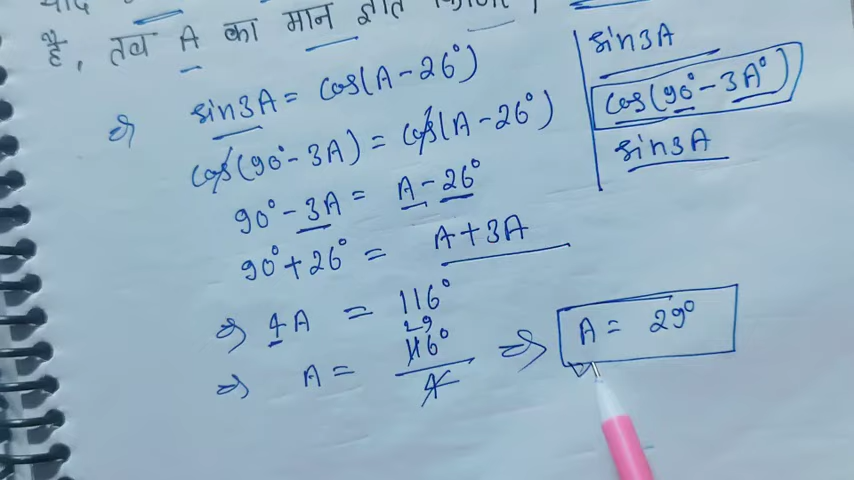 है, तब A का मान ज्ञात
⇒ sin3A = cos(A-26°)
cos(90°-3A) = cos(A-26°)
90°-3A = A-26°
90°+26° = A+3A
⇒ 4A = 116°
29
⇒ A = 116°/4 ⇒ A = 29°
sin3A
cos(90°-3A°)
sin3A